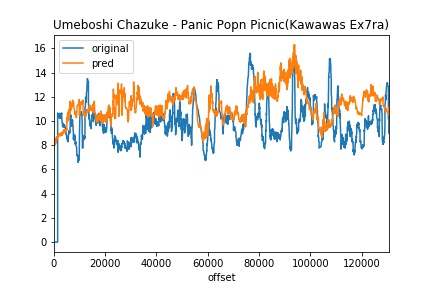 Umeboshi Chazuke - Panic Popn Picnic(Kawawas Ex7ra)
original
pred
16
14
12
10
8
6
4
2
0
0 20000 40000 60000 80000 100000 120000
offset